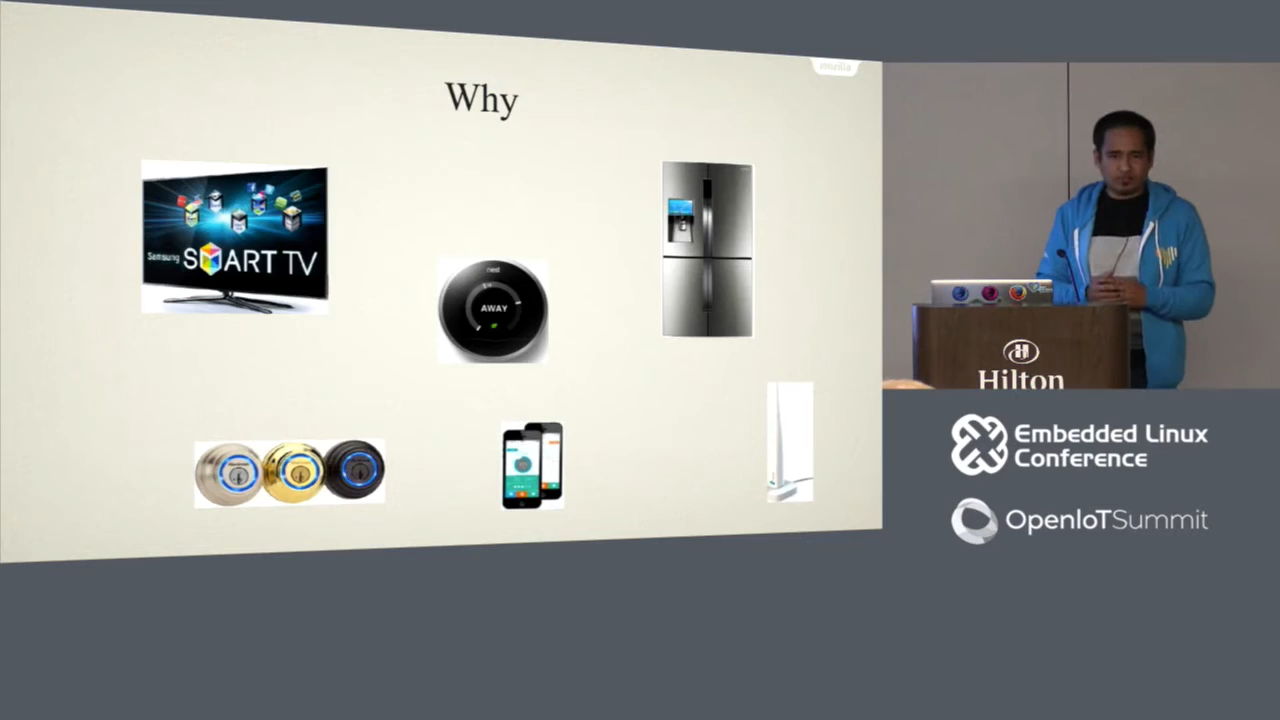 mozilla
Why
Samsung SMART TV
nest
AWAY
Hilton
Embedded Linux
Conference
OpenIoTSummit